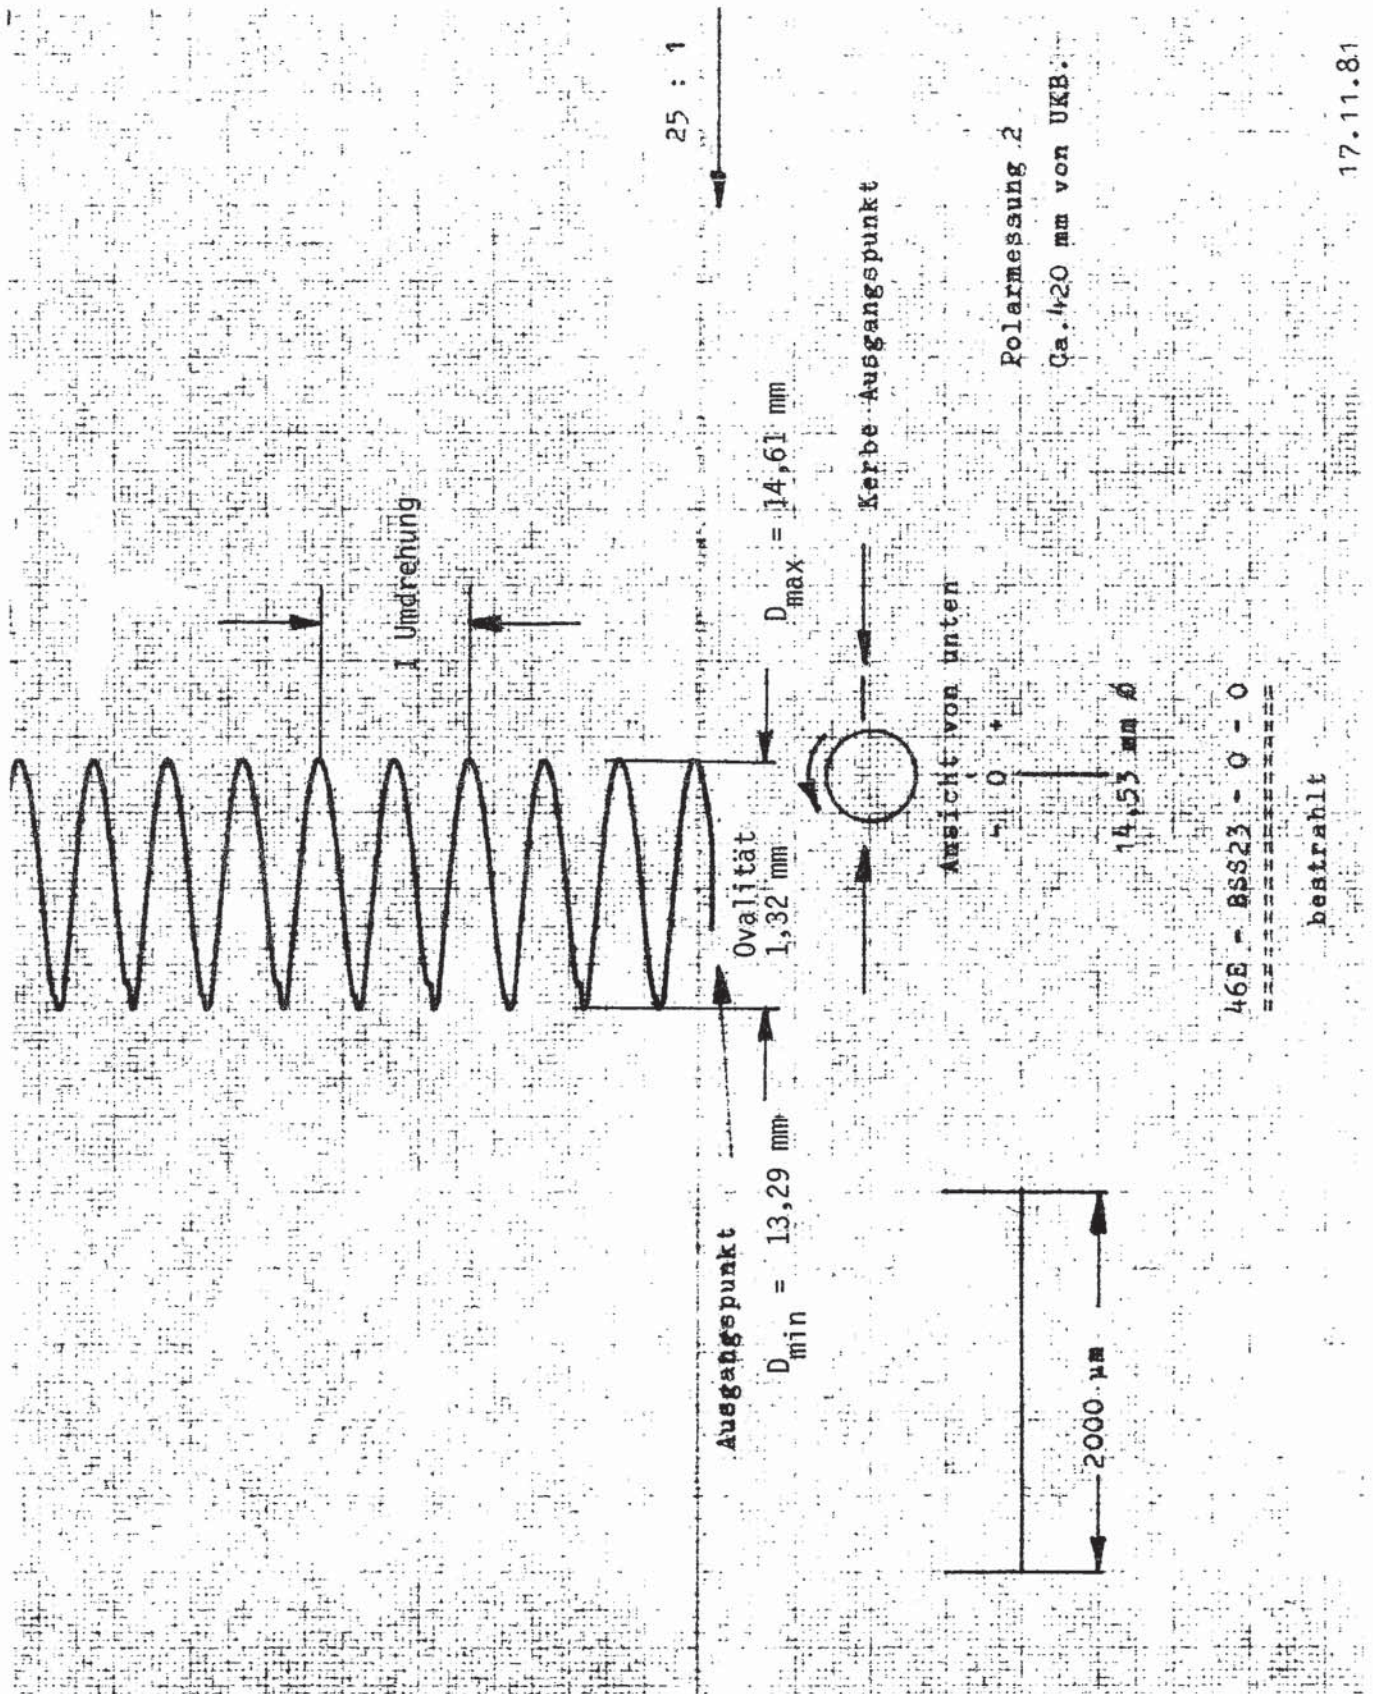 1 Umdrehung
25 : 1
Ausgangspunkt
Ovalität
1,32 mm
D min = 13,29 mm
D max = 14,61 mm
Kerbe Ausgangspunkt
Ansicht von unten
- 0 +
14,53 mm Ø
Polarmessung 2
Ca. 420 mm von UKB.
2000 µm
46E - BSS23 - 0 - 0
===================
bestrahlt
17.11.81